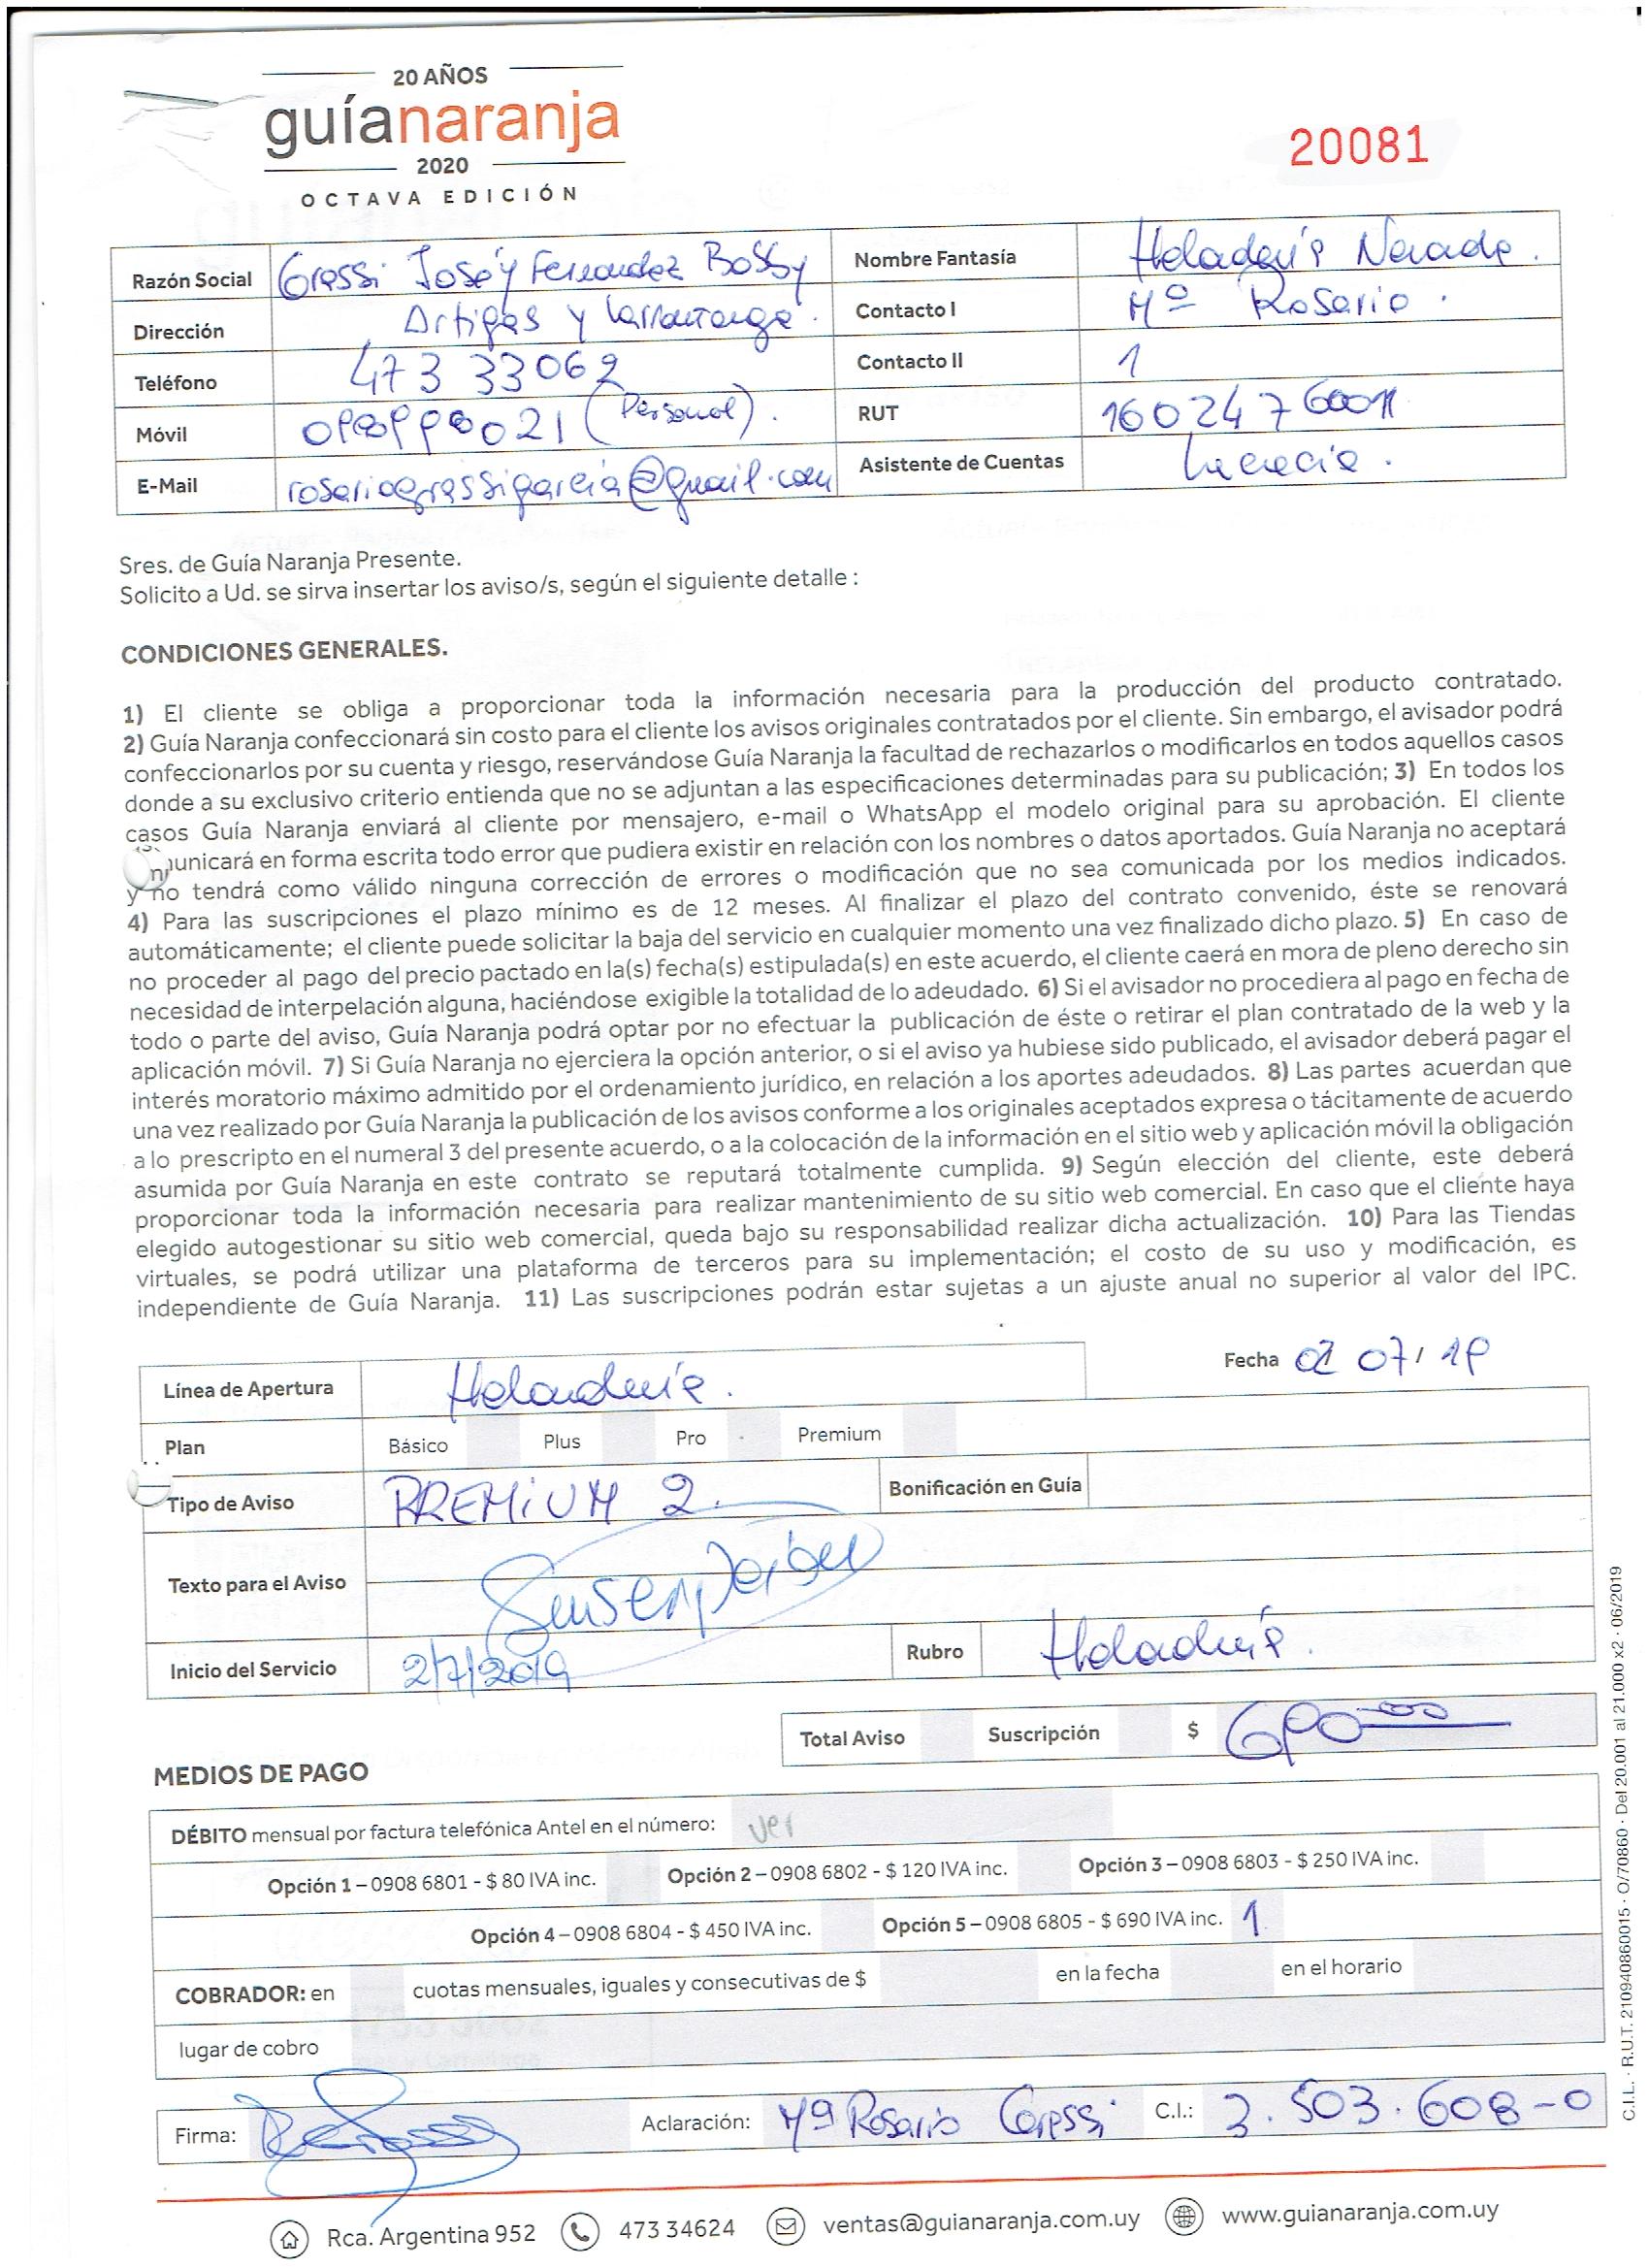 20 AÑOS
guíanaranja
2020
OCTAVA EDICIÓN
20081
Razón Social Grassi José y Fernandez Bobby Nombre Fantasía Heladería Nevada.
Dirección Artigas y Larrañaga. Contacto I Mª Rosario.
Teléfono 473 33062 Contacto II 1
Móvil (Personal). RUT 160247660011
E-Mail rosariograssigarcia@gmail.com Asistente de Cuentas
Sres. de Guía Naranja Presente.
Solicito a Ud. se sirva insertar los aviso/s, según el siguiente detalle :
CONDICIONES GENERALES.
1) El cliente se obliga a proporcionar toda la información necesaria para la producción del producto contratado.
2) Guía Naranja confeccionará sin costo para el cliente los avisos originales contratados por el cliente. Sin embargo, el avisador podrá
confeccionarlos por su cuenta y riesgo, reservándose Guía Naranja la facultad de rechazarlos o modificarlos en todos aquellos casos
donde a su exclusivo criterio entienda que no se adjuntan a las especificaciones determinadas para su publicación; 3) En todos los
casos Guía Naranja enviará al cliente por mensajero, e-mail o WhatsApp el modelo original para su aprobación. El cliente
municará en forma escrita todo error que pudiera existir en relación con los nombres o datos aportados. Guía Naranja no aceptará
y no tendrá como válido ninguna corrección de errores o modificación que no sea comunicada por los medios indicados.
4) Para las suscripciones el plazo mínimo es de 12 meses. Al finalizar el plazo del contrato convenido, éste se renovará
automáticamente; el cliente puede solicitar la baja del servicio en cualquier momento una vez finalizado dicho plazo. 5) En caso de
no proceder al pago del precio pactado en la(s) fecha(s) estipulada(s) en este acuerdo, el cliente caerá en mora de pleno derecho sin
necesidad de interpelación alguna, haciéndose exigible la totalidad de lo adeudado. 6) Si el avisador no procediera al pago en fecha de
todo o parte del aviso, Guía Naranja podrá optar por no efectuar la publicación de éste o retirar el plan contratado de la web y la
aplicación móvil. 7) Si Guía Naranja no ejerciera la opción anterior, o si el aviso ya hubiese sido publicado, el avisador deberá pagar el
interés moratorio máximo admitido por el ordenamiento jurídico, en relación a los aportes adeudados. 8) Las partes acuerdan que
una vez realizado por Guía Naranja la publicación de los avisos conforme a los originales aceptados expresa o tácitamente de acuerdo
a lo prescripto en el numeral 3 del presente acuerdo, o a la colocación de la información en el sitio web y aplicación móvil la obligación
asumida por Guía Naranja en este contrato se reputará totalmente cumplida. 9) Según elección del cliente, este deberá
proporcionar toda la información necesaria para realizar mantenimiento de su sitio web comercial. En caso que el cliente haya
elegido autogestionar su sitio web comercial, queda bajo su responsabilidad realizar dicha actualización. 10) Para las Tiendas
virtuales, se podrá utilizar una plataforma de terceros para su implementación; el costo de su uso y modificación, es
independiente de Guía Naranja. 11) Las suscripciones podrán estar sujetas a un ajuste anual no superior al valor del IPC.
Fecha 02 07/ 19
Línea de Apertura Heladería.
Plan Básico Plus Pro Premium
Tipo de Aviso PREMIUM 2. Bonificación en Guía
Texto para el Aviso
Inicio del Servicio 2/7/2019 Rubro Heladería.
Total Aviso Suscripción $ 690 00
MEDIOS DE PAGO
DÉBITO mensual por factura telefónica Antel en el número: ver
Opción 1 – 0908 6801 - $ 80 IVA inc. Opción 2 – 0908 6802 - $ 120 IVA inc. Opción 3 – 0908 6803 - $ 250 IVA inc.
Opción 4 – 0908 6804 - $ 450 IVA inc. Opción 5 – 0908 6805 - $ 690 IVA inc. 1
COBRADOR: en cuotas mensuales, iguales y consecutivas de $ en la fecha en el horario
lugar de cobro
Firma: Aclaración: Mª Rosario Grassi C.I.: 3.503.608-0
Rca. Argentina 952 473 34624 ventas@guianaranja.com.uy www.guianaranja.com.uy
C.I.L. · R.U.T. 210940860015 · O/70860 · Del 20.001 al 21.000 x2 · 06/2019